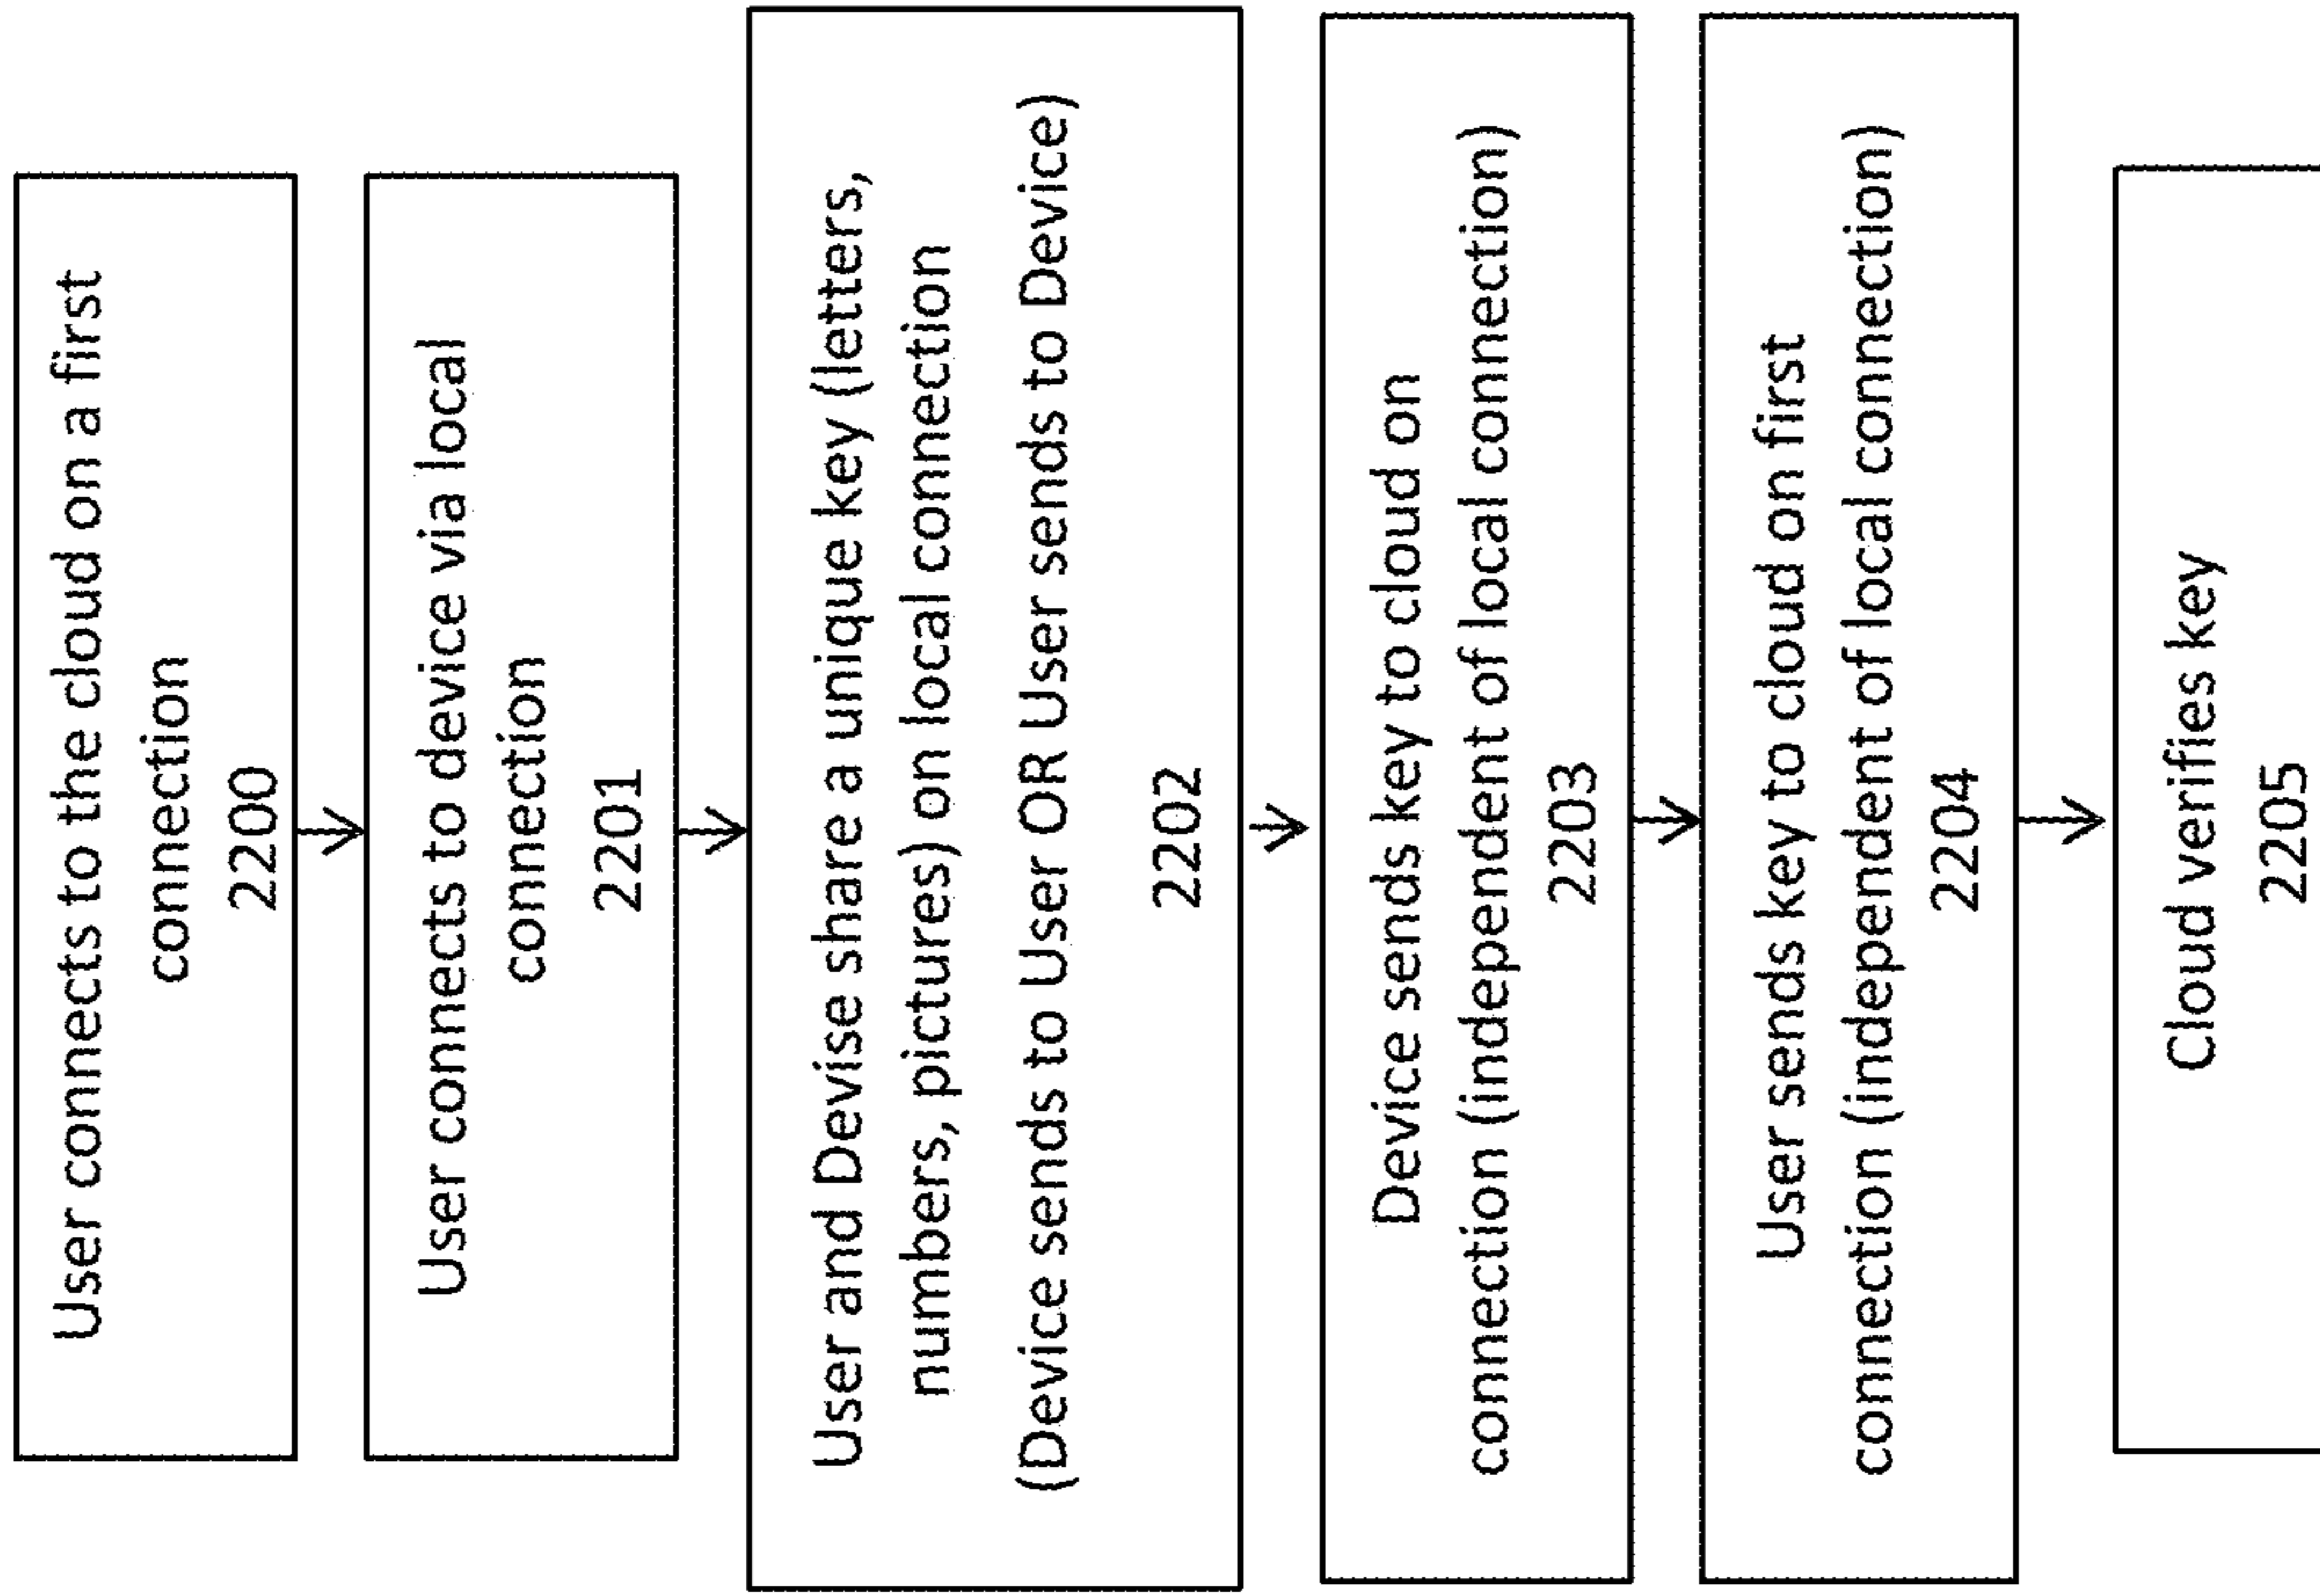 User connects to the cloud on a first
connection
2200
User connects to device via local
connection
2201
User and Devise share a unique key (letters,
numbers, pictures) on local connection
(Device sends to User OR User sends to Device)
2202
Device sends key to cloud on
connection (independent of local connection)
2203
User sends key to cloud on first
connection (independent of local connection)
2204
Cloud verifies key
2205